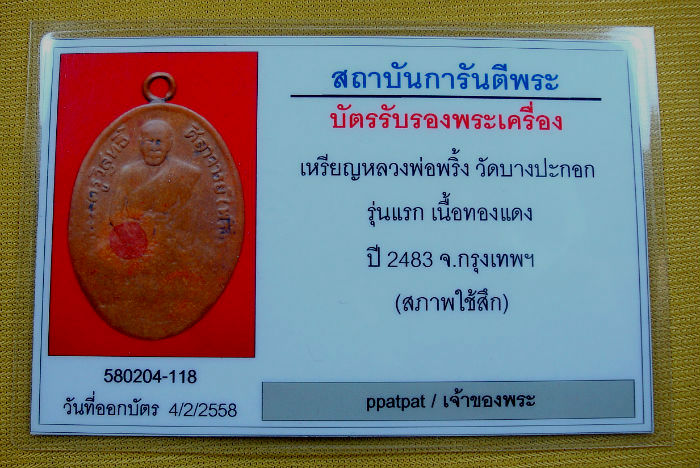 สถาบันการันตีพระ
บัตรรับรองพระเครื่อง
เหรียญหลวงพ่อพริ้ง วัดบางปะกอก
รุ่นแรก เนื้อทองแดง
ปี 2483 จ.กรุงเทพฯ
(สภาพใช้สึก)
580204-118
วันที่ออกบัตร 4/2/2558
ppatpat / เจ้าของพระ